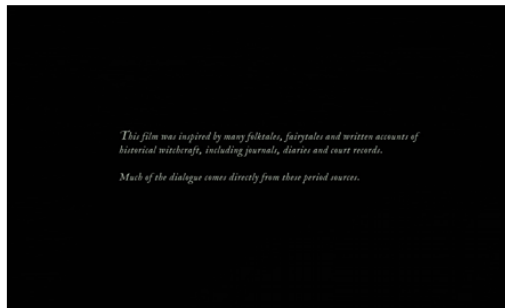 This film was inspired by many folktales, fairytales and written accounts of
historical witchcraft, including journals, diaries and court records.
Much of the dialogue comes directly from these period sources.